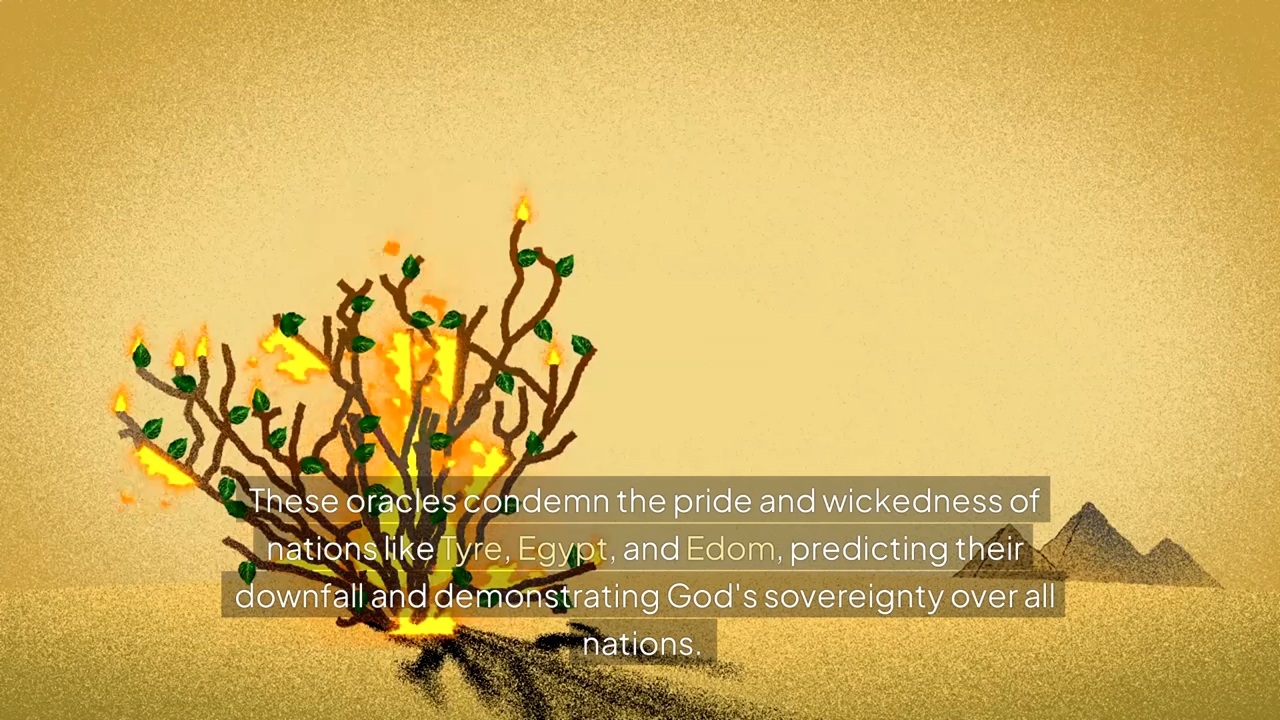 These oracles condemn the pride and wickedness of
nations like Tyre, Egypt, and Edom, predicting their
downfall and demonstrating God's sovereignty over all
nations.